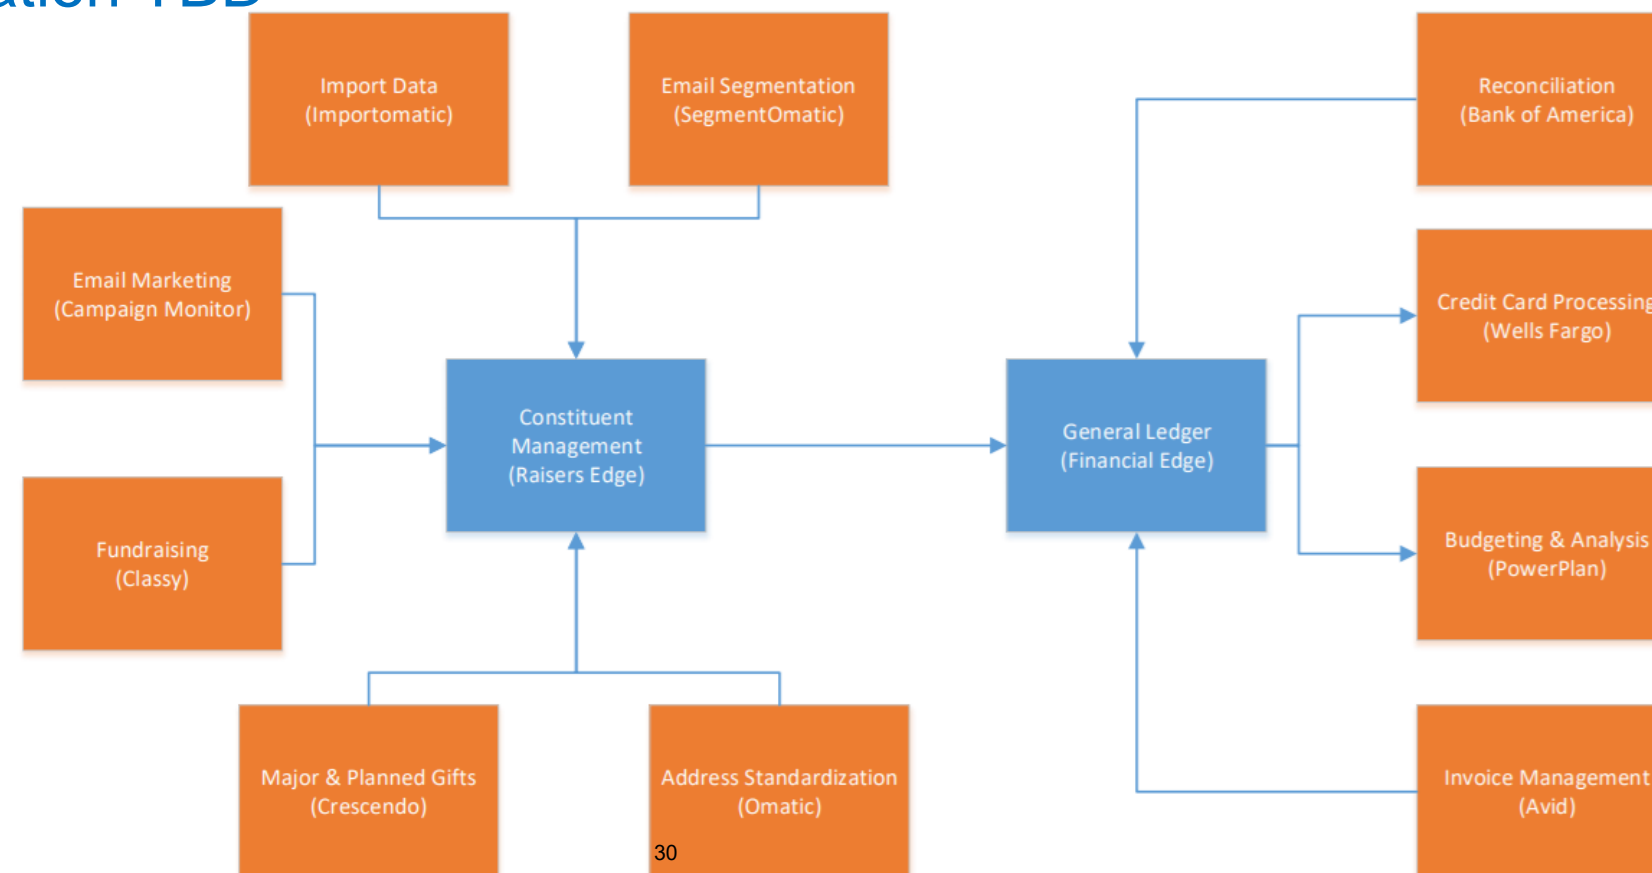 Import Data
(Importomatic)
Email Segmentation
(SegmentOmatic)
Reconciliation
(Bank of America)
Email Marketing
(Campaign Monitor)
Credit Card Processing
(Wells Fargo)
Constituent
Management
(Raisers Edge)
General Ledger
(Financial Edge)
Fundraising
(Classy)
Budgeting & Analysis
(PowerPlan)
Major & Planned Gifts
(Crescendo)
Address Standardization
(Omatic)
Invoice Management
(Avid)
30